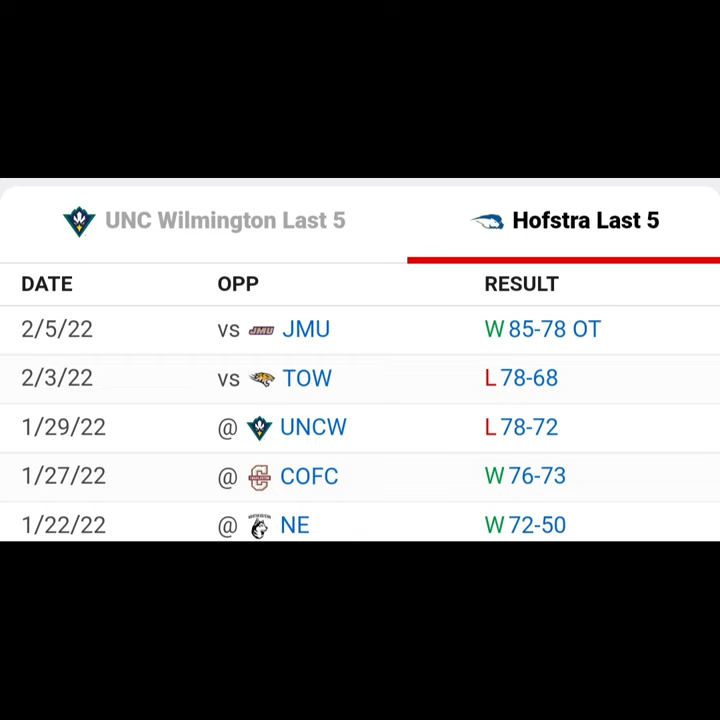 UNC Wilmington Last 5 Hofstra Last 5
DATE OPP RESULT
2/5/22 vs JMU JMU W 85-78 OT
2/3/22 vs TOW L 78-68
1/29/22 @ UNCW L 78-72
1/27/22 @ COFC W 76-73
1/22/22 @ NE W 72-50